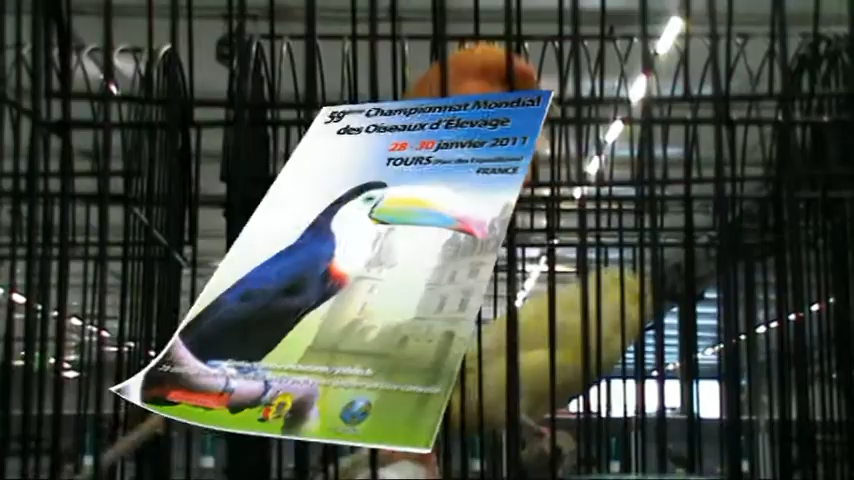 59ème Championnat Mondial
des Oiseaux d'Élevage
28 - 30 janvier 2011
TOURS (Parc des Expositions)
FRANCE